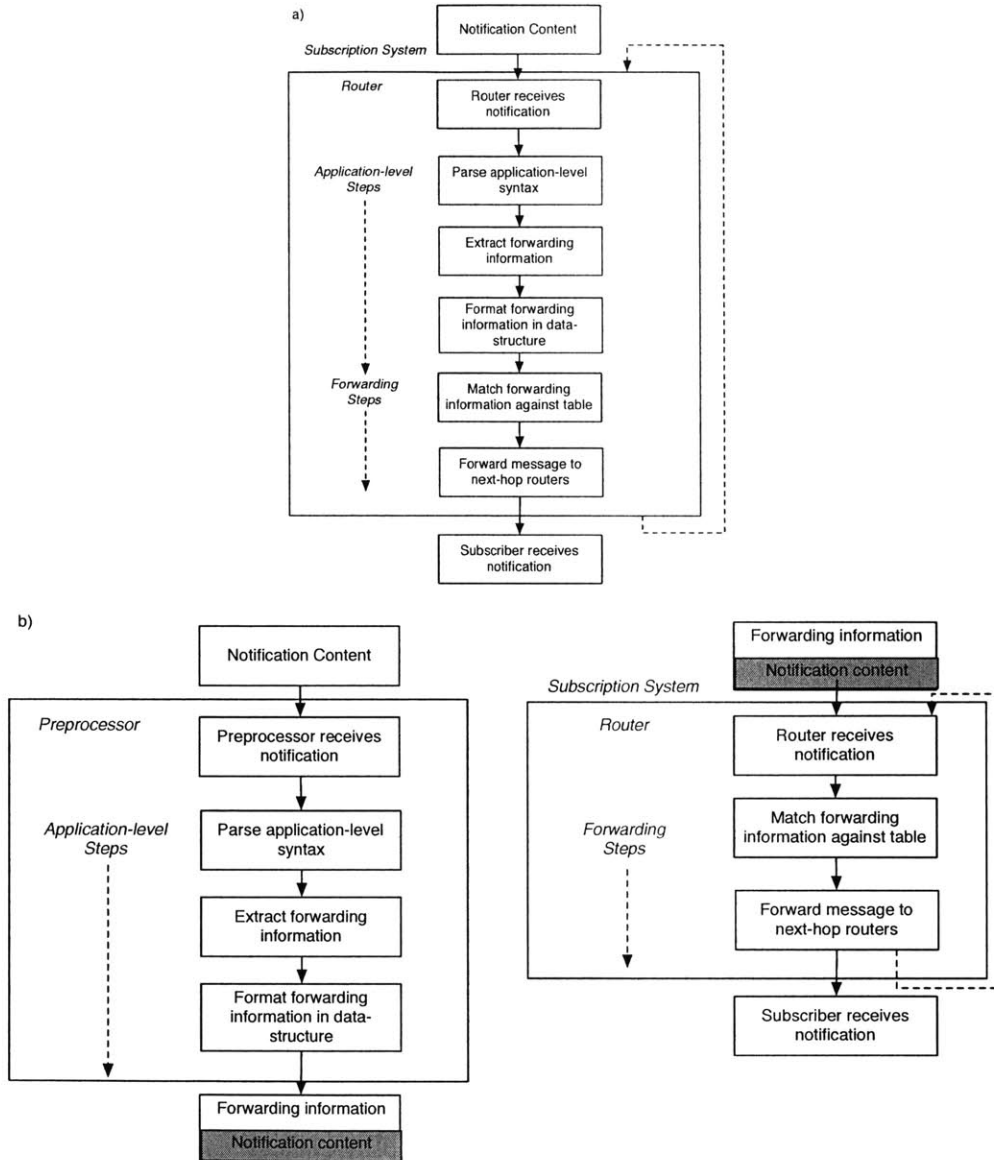 a)
Notification Content
Subscription System
Router
Router receives
notification
Application-level
Steps
Parse application-level
syntax
Extract forwarding
information
Format forwarding
information in data-
structure
Forwarding
Steps
Match forwarding
information against table
Forward message to
next-hop routers
Subscriber receives
notification
b)
Notification Content
Preprocessor
Preprocessor receives
notification
Application-level
Steps
Parse application-level
syntax
Extract forwarding
information
Format forwarding
information in data-
structure
Forwarding information
Notification content
Forwarding information
Notification content
Subscription System
Router
Router receives
notification
Forwarding
Steps
Match forwarding
information against table
Forward message to
next-hop routers
Subscriber receives
notification